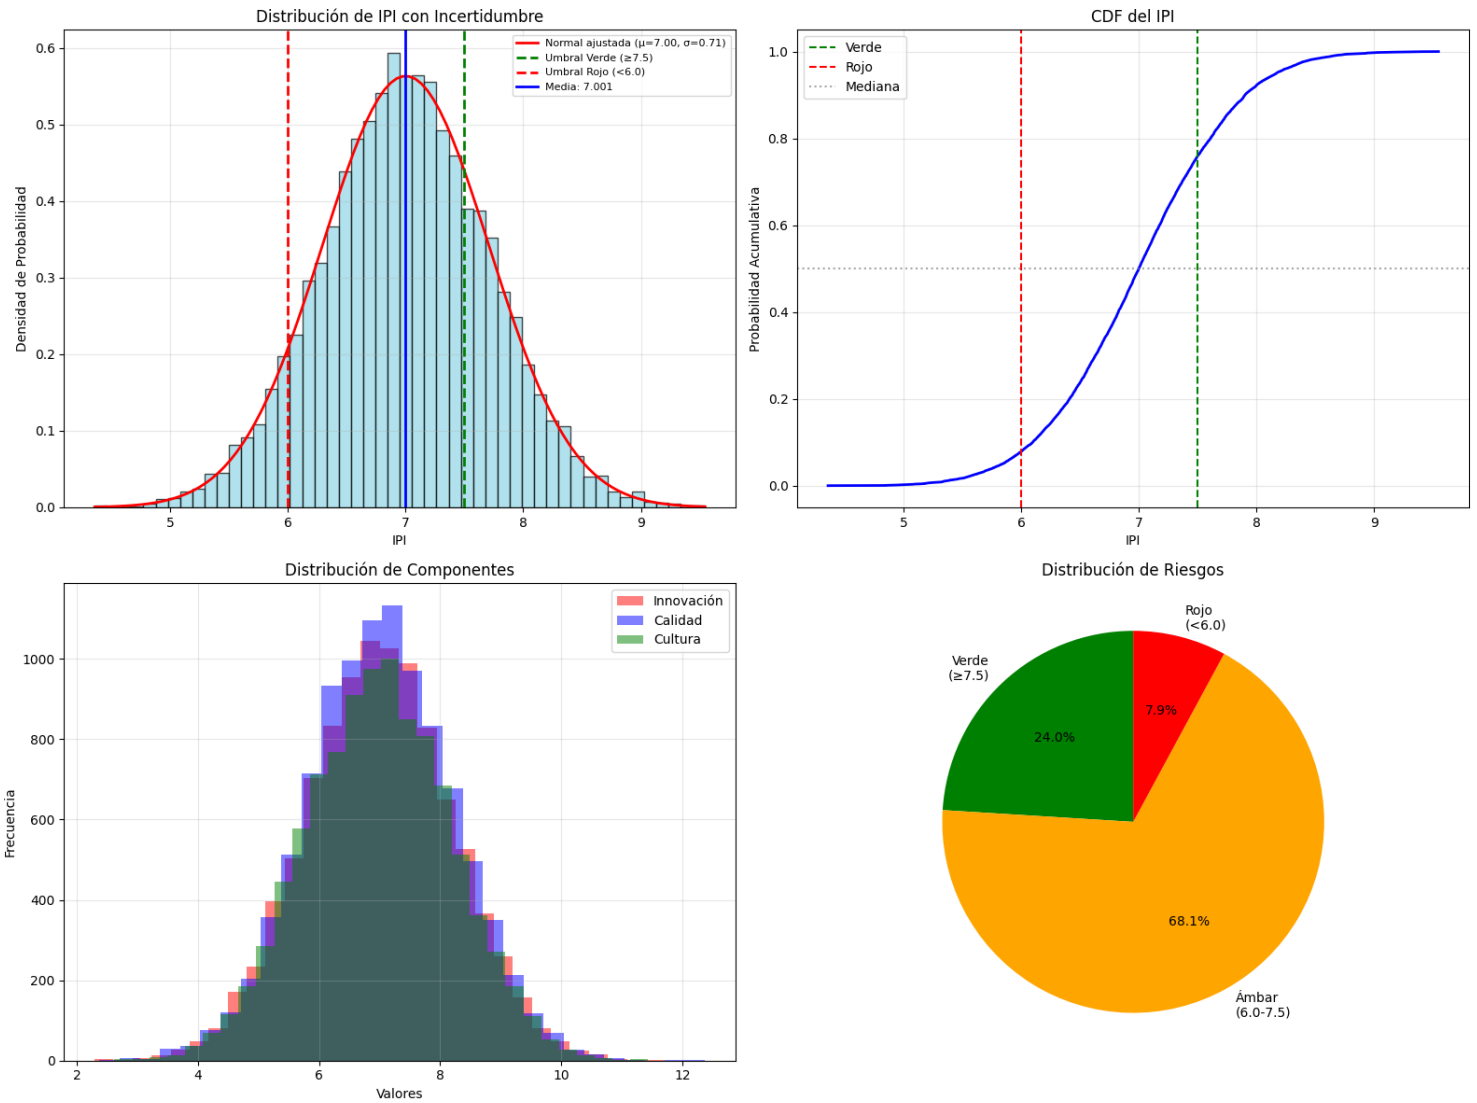 Distribución de IPI con Incertidumbre
Normal ajustada (μ=7.00, σ=0.71)
Umbral Verde (≥7.5)
Umbral Rojo (<6.0)
Media: 7.001
Densidad de Probabilidad
0.6
0.5
0.4
0.3
0.2
0.1
0.0
5
6
7
8
9
IPI
CDF del IPI
Verde
Rojo
Mediana
Probabilidad Acumulativa
1.0
0.8
0.6
0.4
0.2
0.0
5
6
7
8
9
IPI
Distribución de Componentes
Innovación
Calidad
Cultura
Frecuencia
1000
800
600
400
200
0
2
4
6
8
10
12
Valores
Distribución de Riesgos
Rojo
(<6.0)
Verde
(≥7.5)
7.9%
24.0%
68.1%
Ámbar
(6.0-7.5)